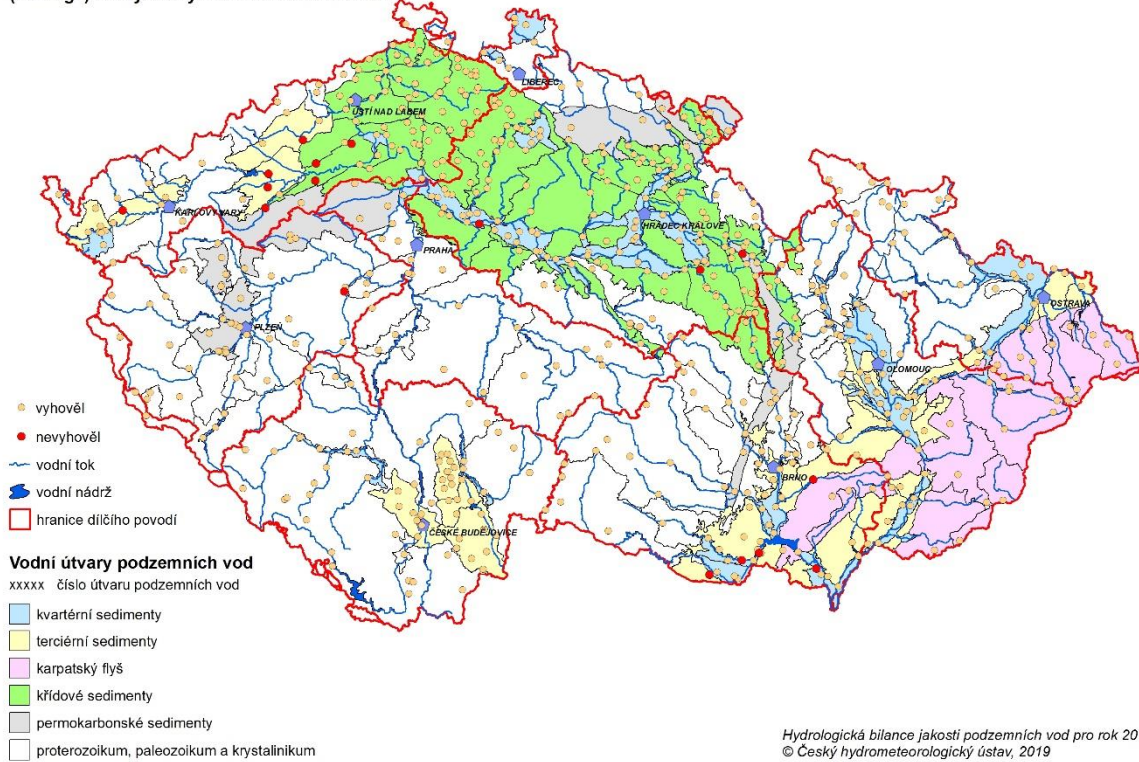 LIBEREC
ÚSTÍ NAD LABEM
KARLOVY VARY
HRADEC KRÁLOVÉ
PRAHA
OSTRAVA
PLZEŇ
OLOMOUC
BRNO
ČESKÉ BUDĚJOVICE
vyhověl
nevyhověl
vodní tok
vodní nádrž
hranice dílčího povodí
Vodní útvary podzemních vod
xxxxx číslo útvaru podzemních vod
kvartérní sedimenty
terciérní sedimenty
karpatský flyš
křídové sedimenty
permokarbonské sedimenty
proterozoikum, paleozoikum a krystalinikum
Hydrologická bilance jakosti podzemních vod pro rok 20
© Český hydrometeorologický ústav, 2019